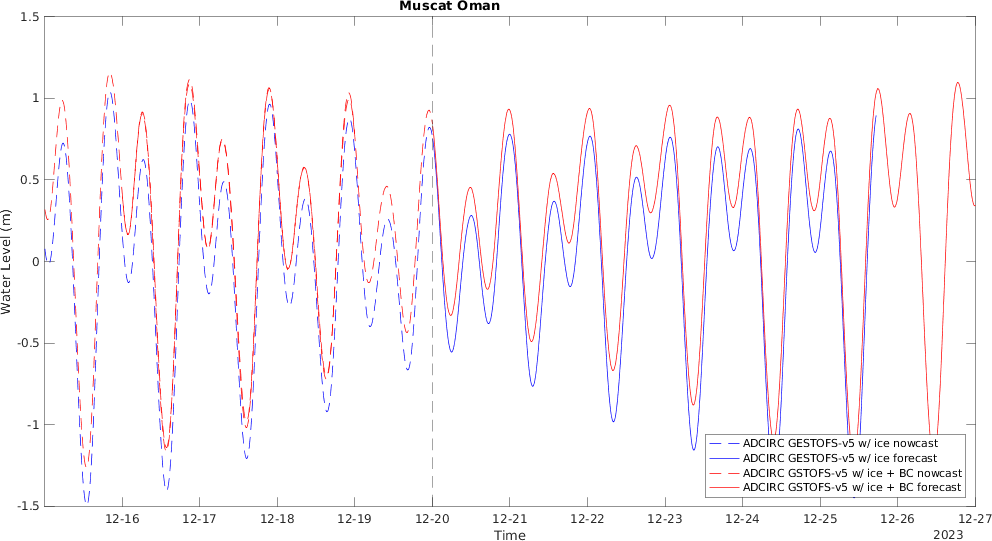 Muscat Oman
Water Level (m)
1.5
1
0.5
0
-0.5
-1
-1.5
12-16
12-17
12-18
12-19
12-20
12-21
12-22
12-23
12-24
12-25
12-26
12-27
Time
2023
ADCIRC GESTOFS-v5 w/ ice nowcast
ADCIRC GESTOFS-v5 w/ ice forecast
ADCIRC GSTOFS-v5 w/ ice + BC nowcast
ADCIRC GSTOFS-v5 w/ ice + BC forecast